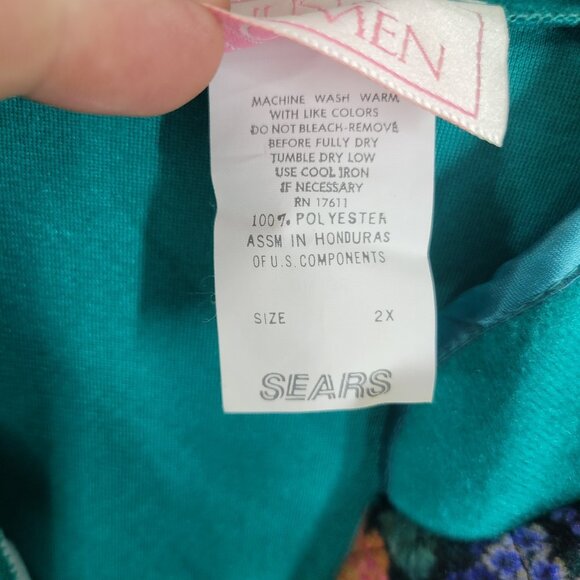 WOMEN
MACHINE WASH WARM
WITH LIKE COLORS
DO NOT BLEACH-REMOVE
BEFORE FULLY DRY
TUMBLE DRY LOW
USE COOL IRON
IF NECESSARY
RN 17611
100% POLYESTER
ASSM IN HONDURAS
OF U.S. COMPONENTS
SIZE 2X
SEARS